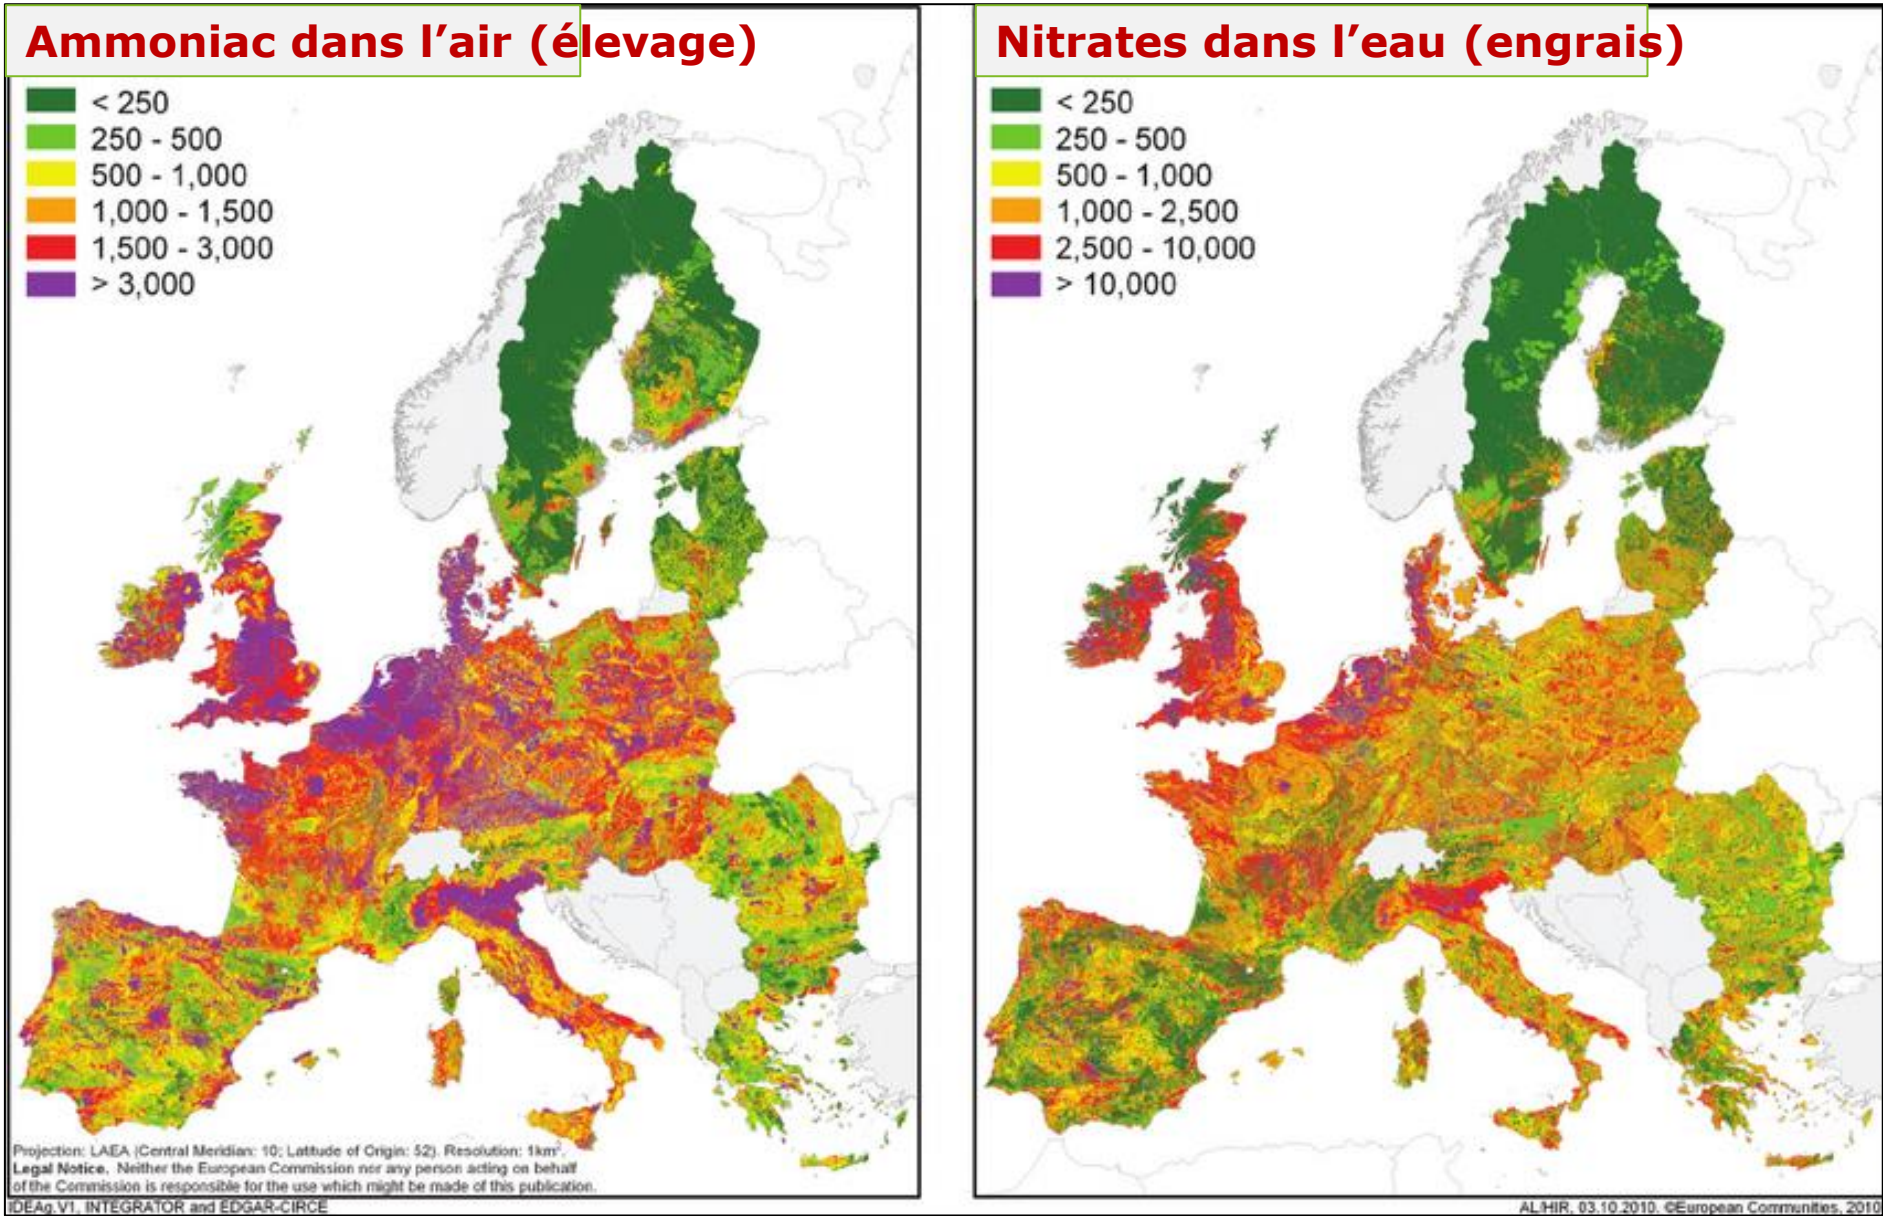 Ammoniac dans l’air (élevage)
< 250
250 - 500
500 - 1,000
1,000 - 1,500
1,500 - 3,000
> 3,000
Projection: LAEA (Central Meridian: 10; Latitude of Origin: 52). Resolution: 1km².
Legal Notice. Neither the European Commission nor any person acting on behalf
of the Commission is responsible for the use which might be made of this publication.
IDEAg.V1, INTEGRATOR and EDGAR-CIRCE
Nitrates dans l’eau (engrais)
< 250
250 - 500
500 - 1,000
1,000 - 2,500
2,500 - 10,000
> 10,000
AL/HIR, 03.10.2010. ©European Communities, 2010